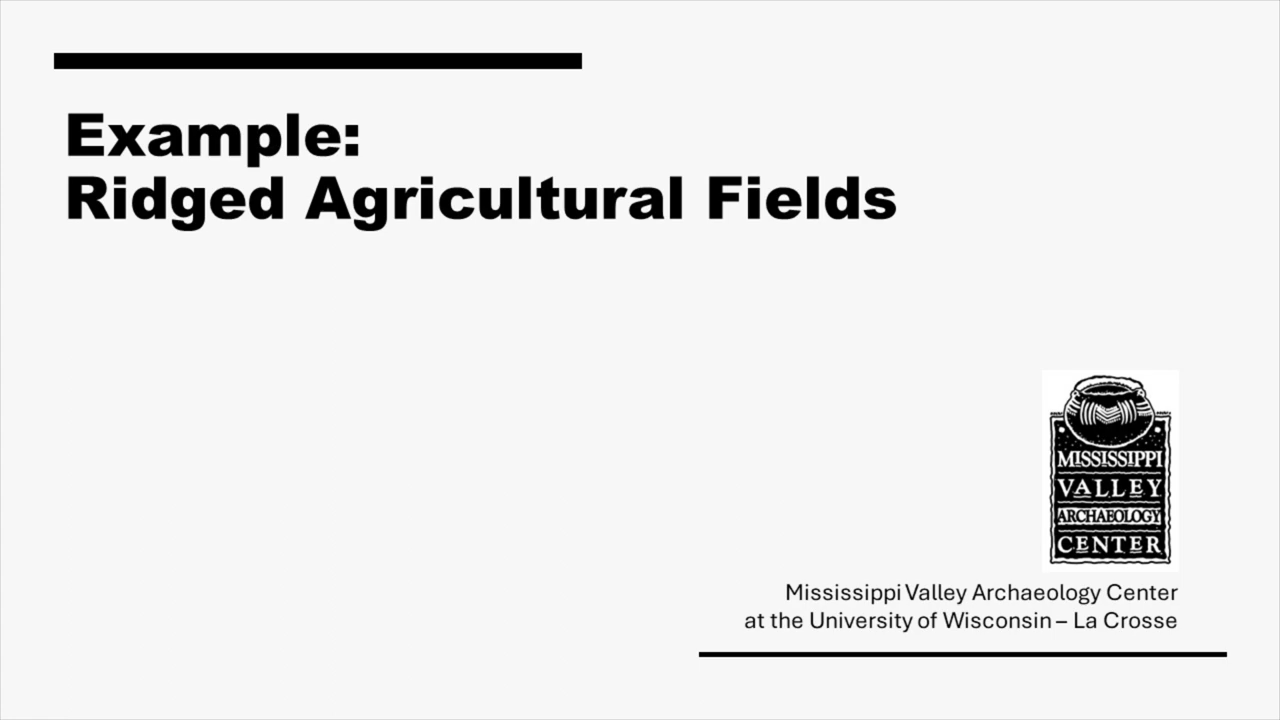 Example:
Ridged Agricultural Fields
MISSISSIPPI
VALLEY
ARCHAEOLOGY
CENTER
Mississippi Valley Archaeology Center
at the University of Wisconsin – La Crosse